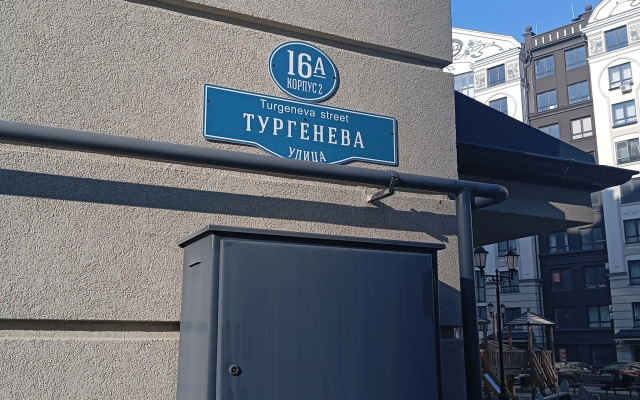 16А
КОРПУС 2
Turgeneva street
ТУРГЕНЕВА
УЛИЦА